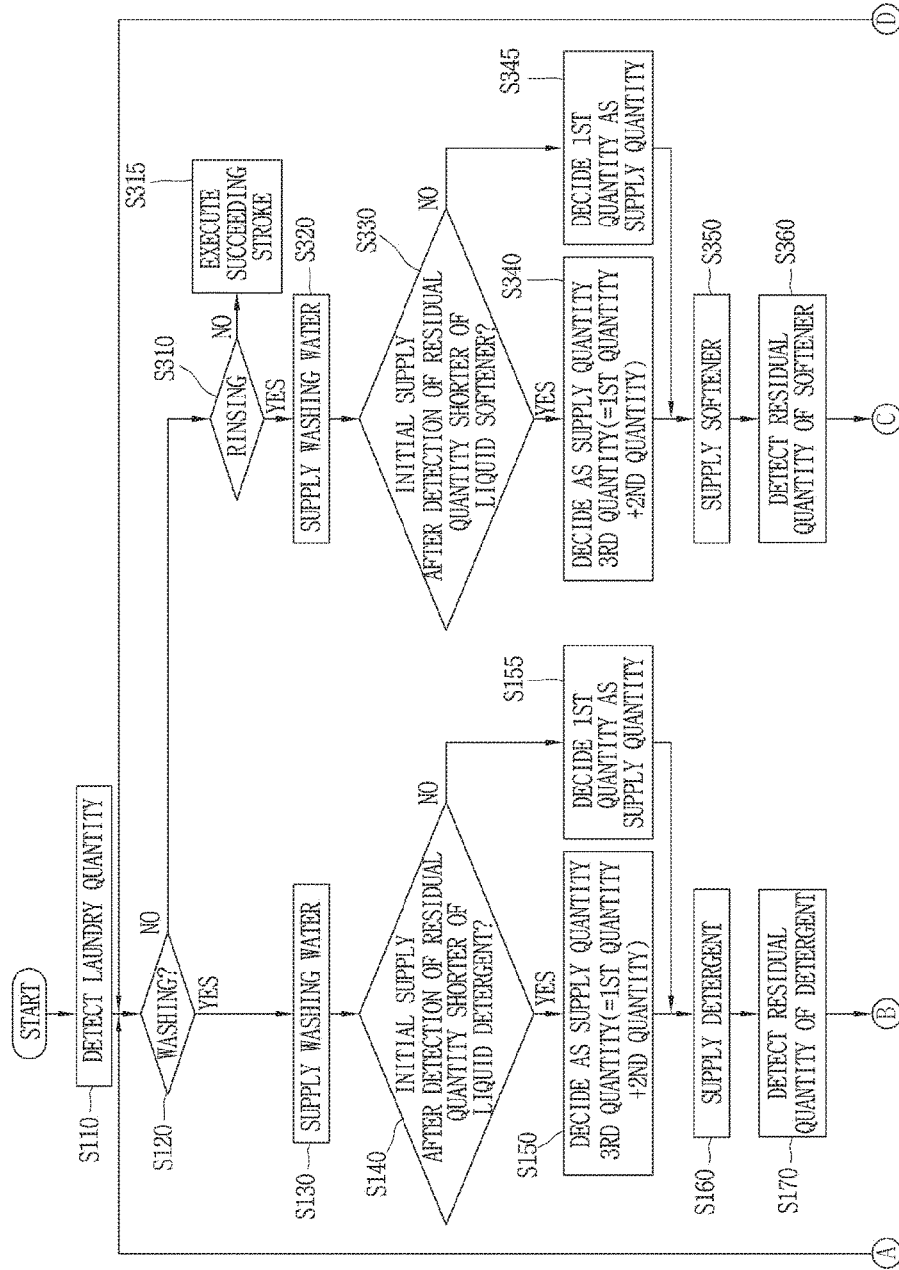 START
S110
DETECT LAUNDRY QUANTITY
S120
WASHING?
NO
YES
S130
SUPPLY WASHING WATER
S140
INITIAL SUPPLY
AFTER DETECTION OF RESIDUAL
QUANTITY SHORTER OF
LIQUID DETERGENT?
NO
YES
S150
DECIDE AS SUPPLY QUANTITY
3RD QUANTITY(=1ST QUANTITY
+2ND QUANTITY)
S155
DECIDE 1ST
QUANTITY AS
SUPPLY QUANTITY
S160
SUPPLY DETERGENT
S170
DETECT RESIDUAL
QUANTITY OF DETERGENT
S310
RINSING
NO
YES
S315
EXECUTE
SUCCEEDING
STROKE
S320
SUPPLY WASHING WATER
S330
INITIAL SUPPLY
AFTER DETECTION OF RESIDUAL
QUANTITY SHORTER OF
LIQUID SOFTENER?
NO
YES
S340
DECIDE AS SUPPLY QUANTITY
3RD QUANTITY(=1ST QUANTITY
+2ND QUANTITY)
S345
DECIDE 1ST
QUANTITY AS
SUPPLY QUANTITY
S350
SUPPLY SOFTENER
S360
DETECT RESIDUAL
QUANTITY OF SOFTENER
A
B
C
D